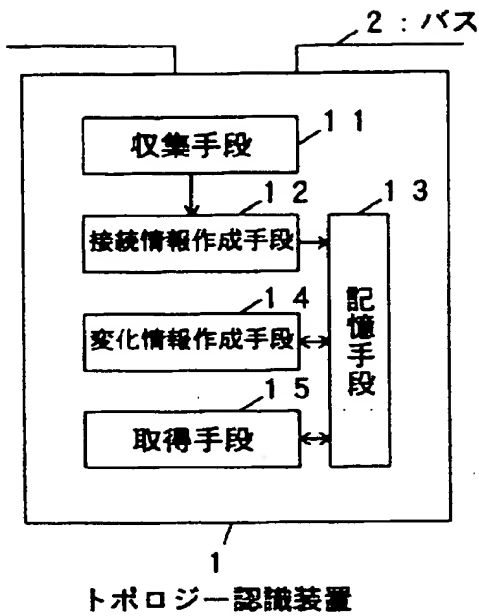 2：バス
11
収集手段
12
13
接続情報作成手段
記憶手段
14
変化情報作成手段
15
取得手段
1
トポロジー認識装置